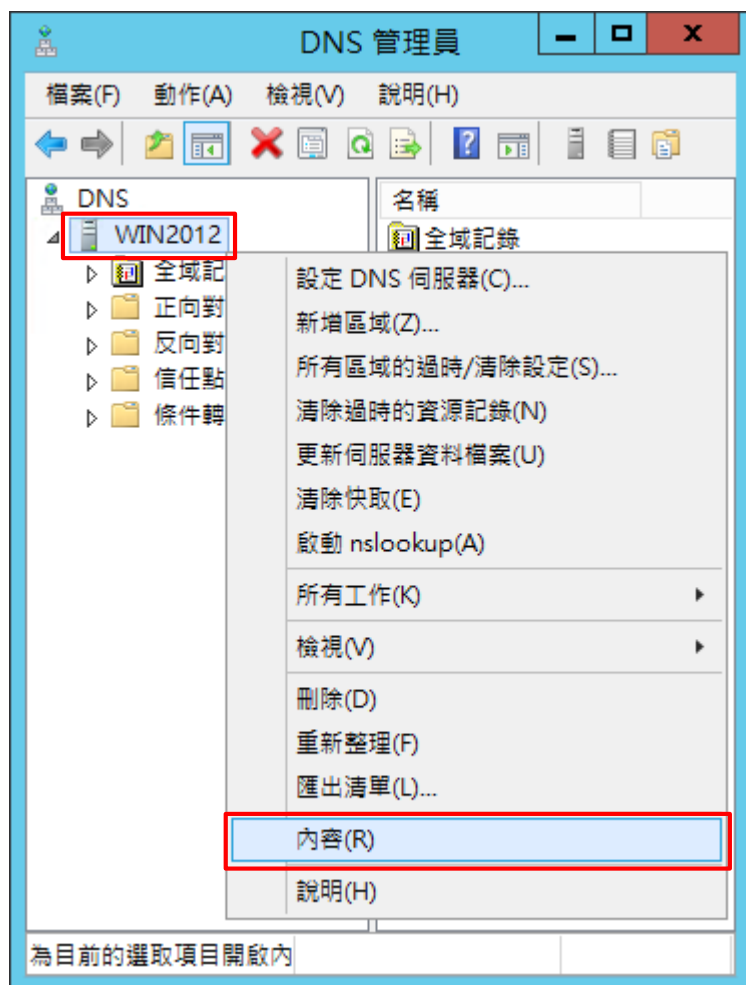 DNS 管理員
檔案(F) 動作(A) 檢視(V) 說明(H)
DNS
WIN2012
全域記
正向對
反向對
信任點
條件轉
名稱
全域記錄
設定 DNS 伺服器(C)...
新增區域(Z)...
所有區域的過時/清除設定(S)...
清除過時的資源記錄(N)
更新伺服器資料檔案(U)
清除快取(E)
啟動 nslookup(A)
所有工作(K)
檢視(V)
刪除(D)
重新整理(F)
匯出清單(L)...
內容(R)
說明(H)
為目前的選取項目開啟內